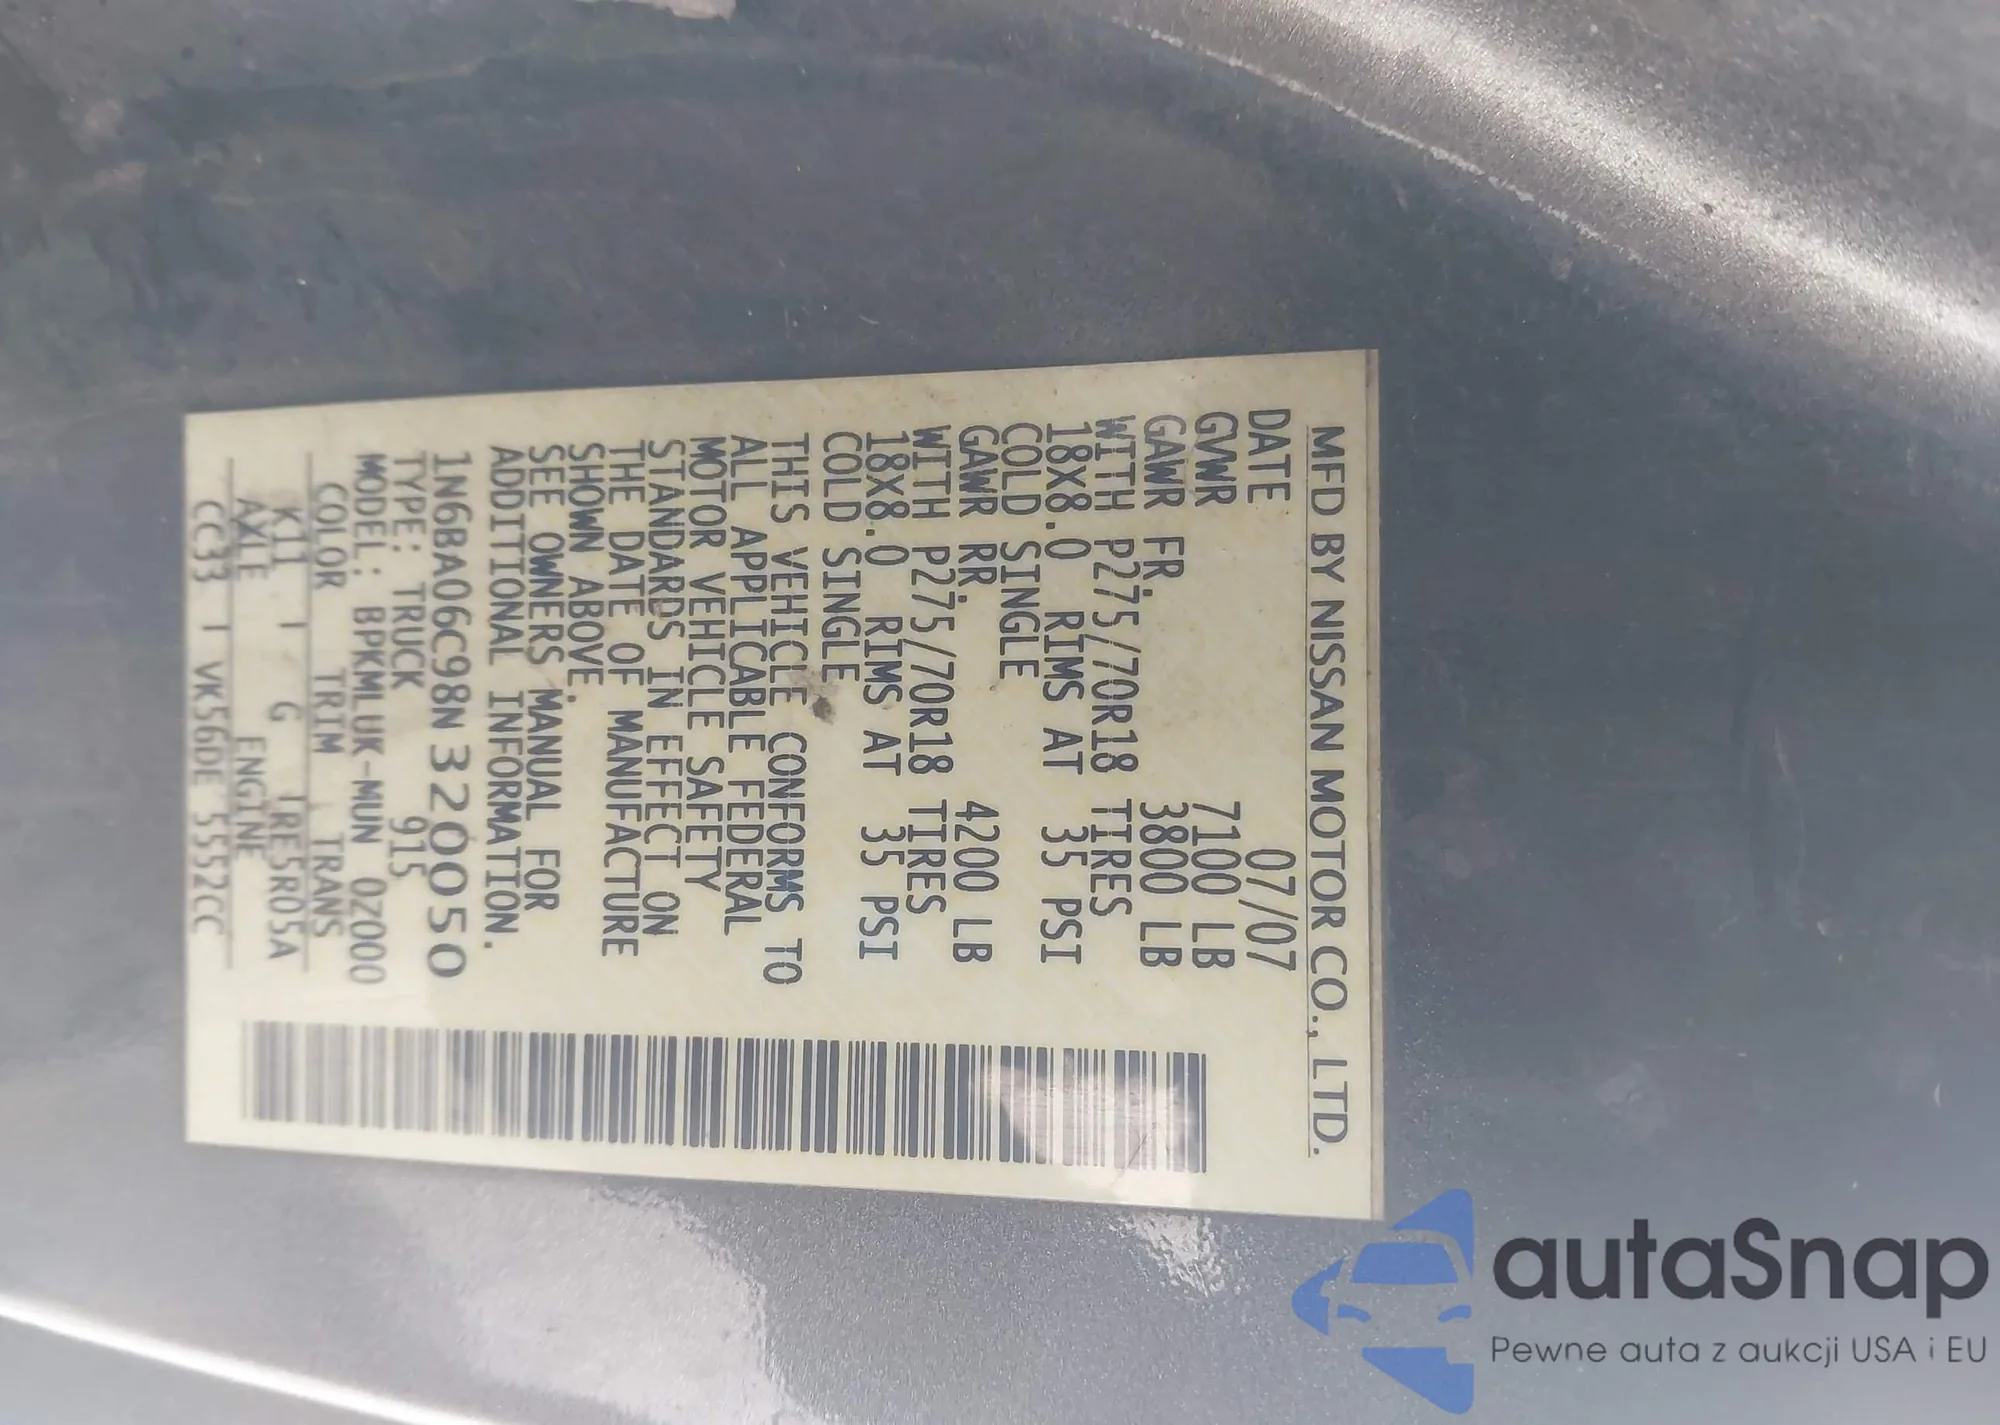 MFD BY NISSAN MOTOR CO., LTD.
DATE 07/07
GVWR 7100 LB
GAWR FR. 3800 LB
WITH P275/70R18 TIRES
18X8.0 RIMS AT 35 PSI
COLD SINGLE
GAWR RR. 4200 LB
WITH P275/70R18 TIRES
18X8.0 RIMS AT 35 PSI
COLD SINGLE
THIS VEHICLE CONFORMS TO
ALL APPLICABLE FEDERAL
MOTOR VEHICLE SAFETY
STANDARDS IN EFFECT ON
THE DATE OF MANUFACTURE
SHOWN ABOVE.
SEE OWNERS MANUAL FOR
ADDITIONAL INFORMATION.
1N6BA06C98N320050
TYPE: TRUCK 915
MODEL: BPKMLUK-MUN 0Z000
COLOR TRIM TRANS
K11 | G | RE5R05A
AXLE ENGINE
CC33 | VK56DE 5552CC
autaSnap
Pewne auta z aukcji USA i EU